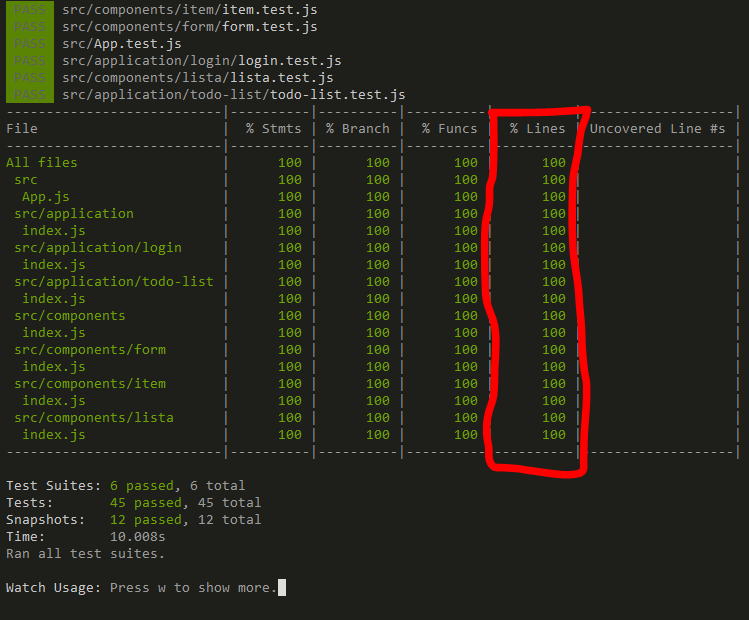 PASS src/components/item/item.test.js
PASS src/components/form/form.test.js
PASS src/App.test.js
PASS src/application/login/login.test.js
PASS src/components/lista/lista.test.js
PASS src/application/todo-list/todo-list.test.js
---------------------------|----------|----------|----------|----------|-------------------|
File                       |  % Stmts | % Branch |  % Funcs |  % Lines | Uncovered Line #s |
---------------------------|----------|----------|----------|----------|-------------------|
All files                  |      100 |      100 |      100 |      100 |                   |
 src                       |      100 |      100 |      100 |      100 |                   |
  App.js                   |      100 |      100 |      100 |      100 |                   |
 src/application           |      100 |      100 |      100 |      100 |                   |
  index.js                 |      100 |      100 |      100 |      100 |                   |
 src/application/login     |      100 |      100 |      100 |      100 |                   |
  index.js                 |      100 |      100 |      100 |      100 |                   |
 src/application/todo-list |      100 |      100 |      100 |      100 |                   |
  index.js                 |      100 |      100 |      100 |      100 |                   |
 src/components            |      100 |      100 |      100 |      100 |                   |
  index.js                 |      100 |      100 |      100 |      100 |                   |
 src/components/form       |      100 |      100 |      100 |      100 |                   |
  index.js                 |      100 |      100 |      100 |      100 |                   |
 src/components/item       |      100 |      100 |      100 |      100 |                   |
  index.js                 |      100 |      100 |      100 |      100 |                   |
 src/components/lista      |      100 |      100 |      100 |      100 |                   |
  index.js                 |      100 |      100 |      100 |      100 |                   |
---------------------------|----------|----------|----------|----------|-------------------|
Test Suites: 6 passed, 6 total
Tests:       45 passed, 45 total
Snapshots:   12 passed, 12 total
Time:        10.008s
Ran all test suites.
Watch Usage: Press w to show more.